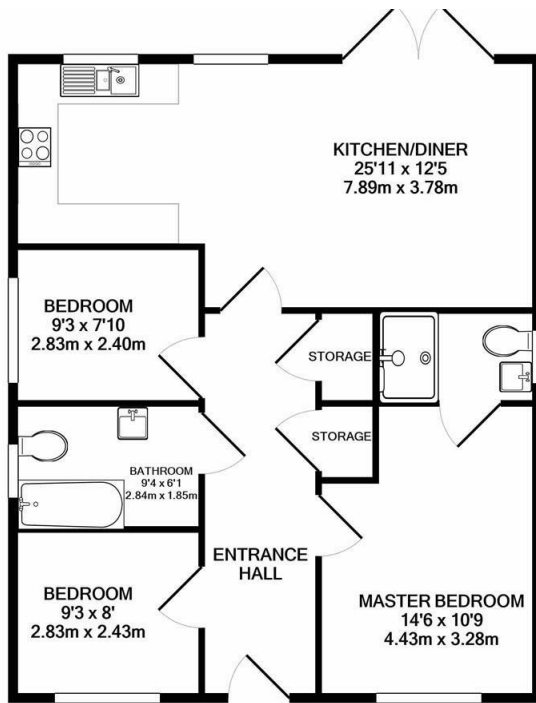 KITCHEN/DINER
25'11 x 12'5
7.89m x 3.78m
BEDROOM
9'3 x 7'10
2.83m x 2.40m
STORAGE
STORAGE
BATHROOM
9'4 x 6'1
2.84m x 1.85m
ENTRANCE
HALL
BEDROOM
9'3 x 8'
2.83m x 2.43m
MASTER BEDROOM
14'6 x 10'9
4.43m x 3.28m